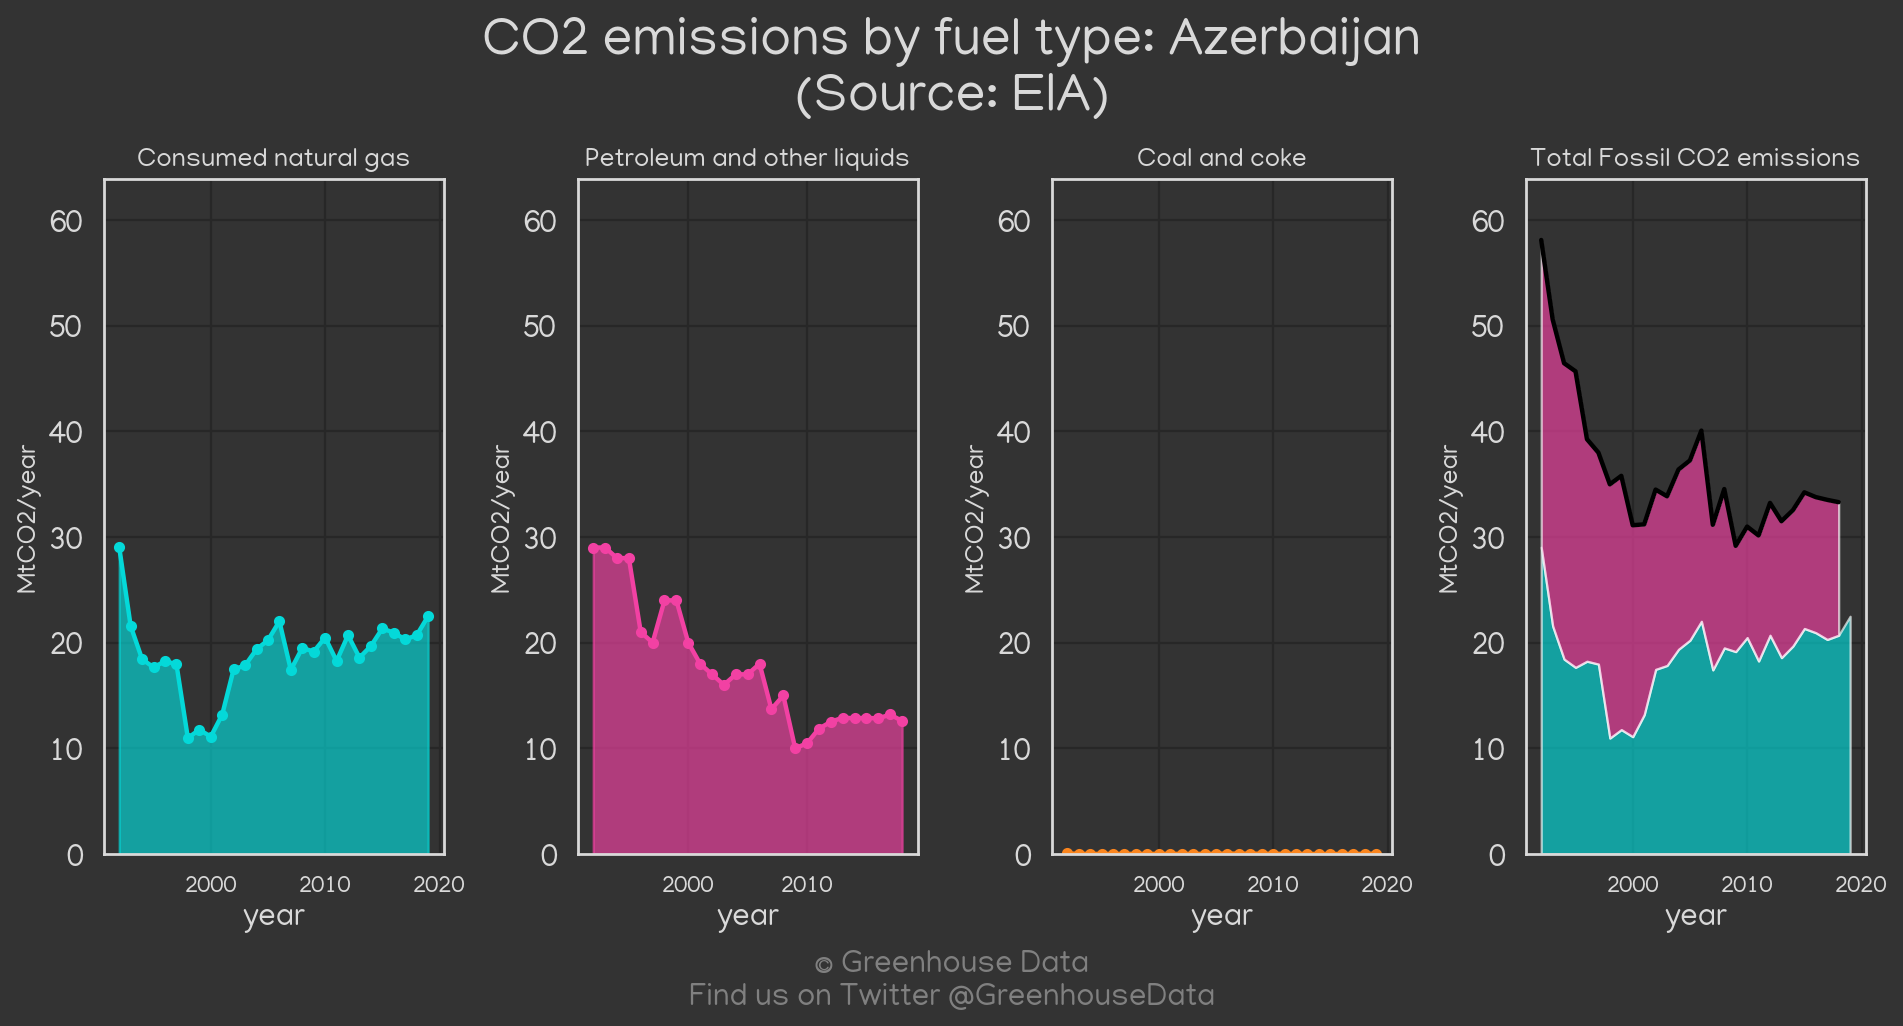 CO2 emissions by fuel type: Azerbaijan
(Source: EIA)
Consumed natural gas
60
50
40
30
20
10
0
MtCO2/year
2000 2010 2020
year
Petroleum and other liquids
60
50
40
30
20
10
0
MtCO2/year
2000 2010
year
Coal and coke
60
50
40
30
20
10
0
MtCO2/year
2000 2010 2020
year
Total Fossil CO2 emissions
60
50
40
30
20
10
0
MtCO2/year
2000 2010 2020
year
© Greenhouse Data
Find us on Twitter @GreenhouseData